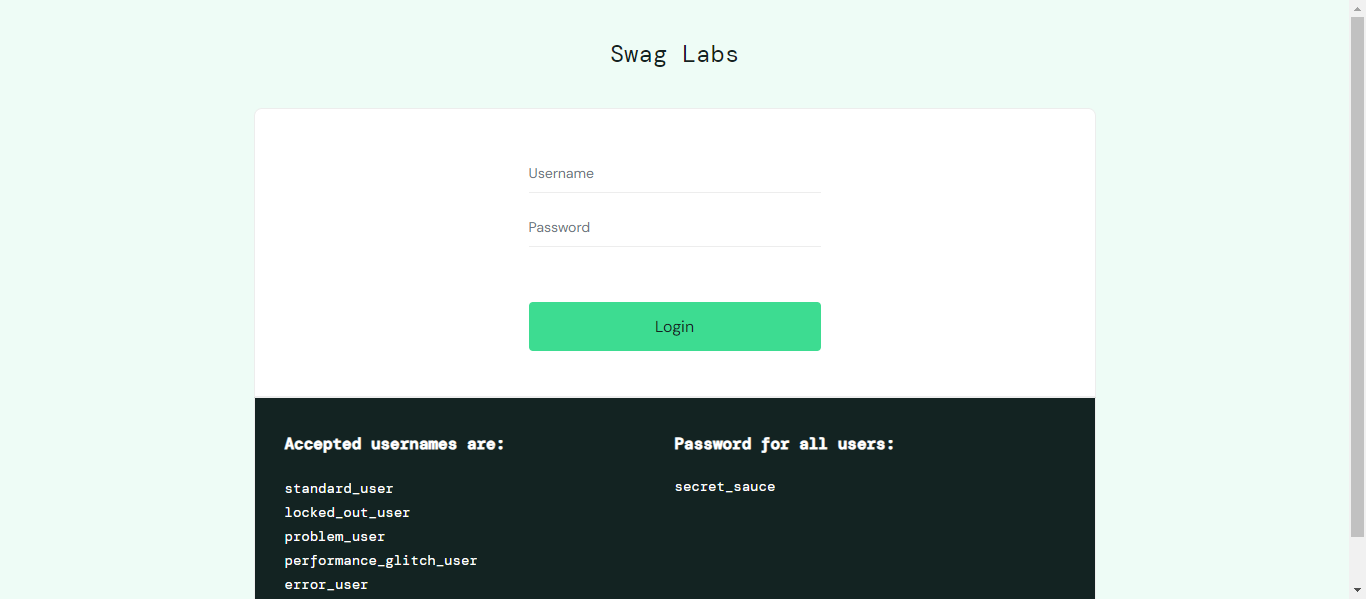 Swag Labs
Username
Password
Login
Accepted usernames are:
standard_user
locked_out_user
problem_user
performance_glitch_user
error_user
Password for all users:
secret_sauce